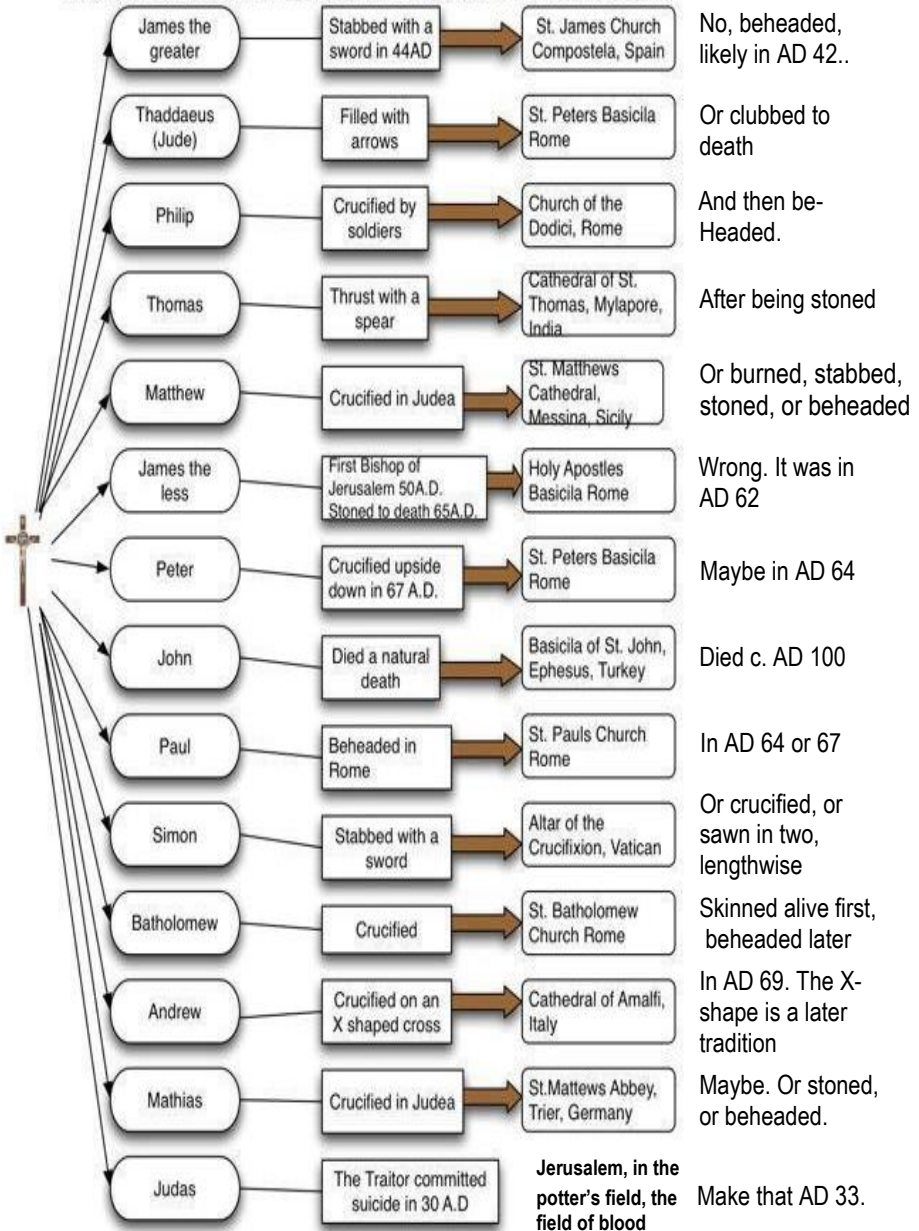 James the
greater
Stabbed with a
sword in 44AD
St. James Church
Compostela, Spain
No, beheaded,
likely in AD 42..
Thaddaeus
(Jude)
Filled with
arrows
St. Peters Basicila
Rome
Or clubbed to
death
Philip
Crucified by
soldiers
Church of the
Dodici, Rome
And then be-
Headed.
Thomas
Thrust with a
spear
Cathedral of St.
Thomas, Mylapore,
India
After being stoned
Matthew
Crucified in Judea
St. Matthews
Cathedral,
Messina, Sicily
Or burned, stabbed,
stoned, or beheaded
James the
less
First Bishop of
Jerusalem 50A.D.
Stoned to death 65A.D.
Holy Apostles
Basicila Rome
Wrong. It was in
AD 62
Peter
Crucified upside
down in 67 A.D.
St. Peters Basicila
Rome
Maybe in AD 64
John
Died a natural
death
Basicila of St. John,
Ephesus, Turkey
Died c. AD 100
Paul
Beheaded in
Rome
St. Pauls Church
Rome
In AD 64 or 67
Simon
Stabbed with a
sword
Altar of the
Crucifixion, Vatican
Or crucified, or
sawn in two,
lengthwise
Batholomew
Crucified
St. Batholomew
Church Rome
Skinned alive first,
beheaded later
Andrew
Crucified on an
X shaped cross
Cathedral of Amalfi,
Italy
In AD 69. The X-
shape is a later
tradition
Mathias
Crucified in Judea
St.Mattews Abbey,
Trier, Germany
Maybe. Or stoned,
or beheaded.
Judas
The Traitor committed
suicide in 30 A.D
Jerusalem, in the
potter's field, the
field of blood
Make that AD 33.